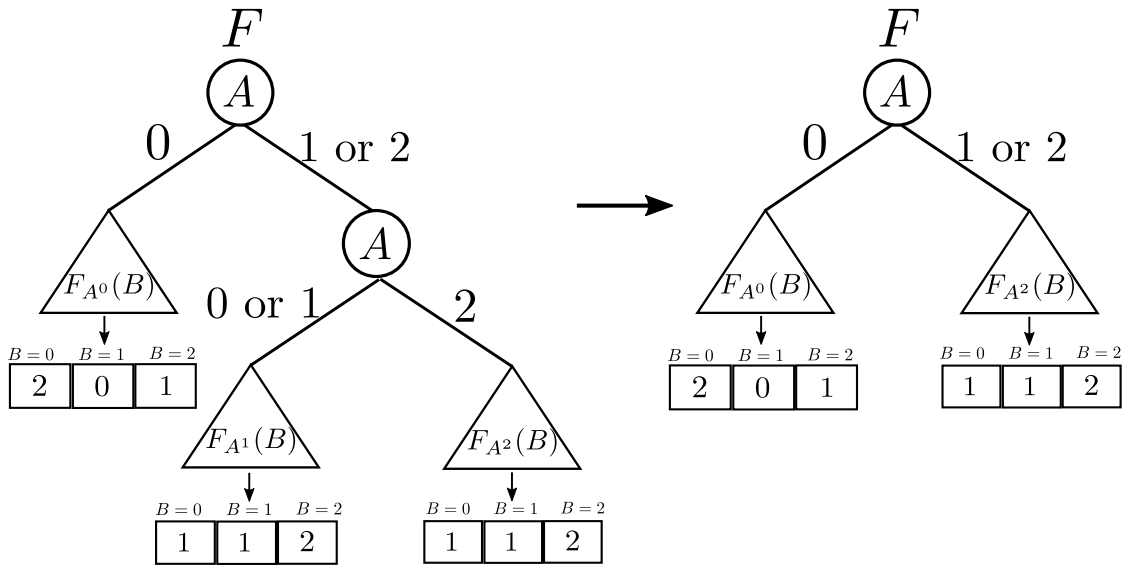 F F
A A
0 1 or 2 0 1 or 2
A
F_{A^0}(B) F_{A^0}(B) F_{A^2}(B)
0 or 1 2
B = 0 B = 1 B = 2 B = 0 B = 1 B = 2 B = 0 B = 1 B = 2
2 0 1 2 0 1 1 1 2
F_{A^1}(B) F_{A^2}(B)
B = 0 B = 1 B = 2 B = 0 B = 1 B = 2
1 1 2 1 1 2